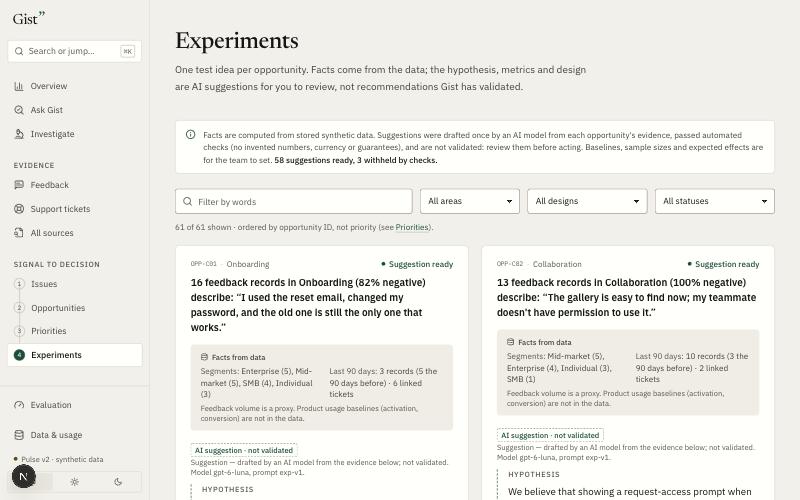 Gist”
Search or jump...
⌘K
Overview
Ask Gist
Investigate
EVIDENCE
Feedback
Support tickets
All sources
SIGNAL TO DECISION
1 Issues
2 Opportunities
3 Priorities
4 Experiments
Evaluation
Data & usage
Pulse v2 · synthetic data
N
Experiments
One test idea per opportunity. Facts come from the data; the hypothesis, metrics and design
are AI suggestions for you to review, not recommendations Gist has validated.
Facts are computed from stored synthetic data. Suggestions were drafted once by an AI model from each opportunity's evidence, passed automated
checks (no invented numbers, currency or guarantees), and are not validated: review them before acting. Baselines, sample sizes and expected effects are
for the team to set. 58 suggestions ready, 3 withheld by checks.
Filter by words
All areas
All designs
All statuses
61 of 61 shown · ordered by opportunity ID, not priority (see Priorities).
OPP-C01 · Onboarding
Suggestion ready
16 feedback records in Onboarding (82% negative)
describe: “I used the reset email, changed my
password, and the old one is still the only one that
works.”
Facts from data
Segments: Enterprise (5), Mid-
market (5), SMB (4), Individual
(3)
Last 90 days: 3 records (5 the
90 days before) · 6 linked
tickets
Feedback volume is a proxy. Product usage baselines (activation,
conversion) are not in the data.
AI suggestion · not validated
Suggestion — drafted by an AI model from the evidence below; not validated.
Model gpt-6-luna, prompt exp-v1.
HYPOTHESIS
OPP-C02 · Collaboration
Suggestion ready
13 feedback records in Collaboration (100% negative)
describe: “The gallery is easy to find now; my teammate
doesn't have permission to use it.”
Facts from data
Segments: Mid-market (5),
Enterprise (4), Individual (3),
SMB (1)
Last 90 days: 10 records (3 the
90 days before) · 2 linked
tickets
Feedback volume is a proxy. Product usage baselines (activation,
conversion) are not in the data.
AI suggestion · not validated
Suggestion — drafted by an AI model from the evidence below; not validated.
Model gpt-6-luna, prompt exp-v1.
HYPOTHESIS
We believe that showing a request-access prompt when